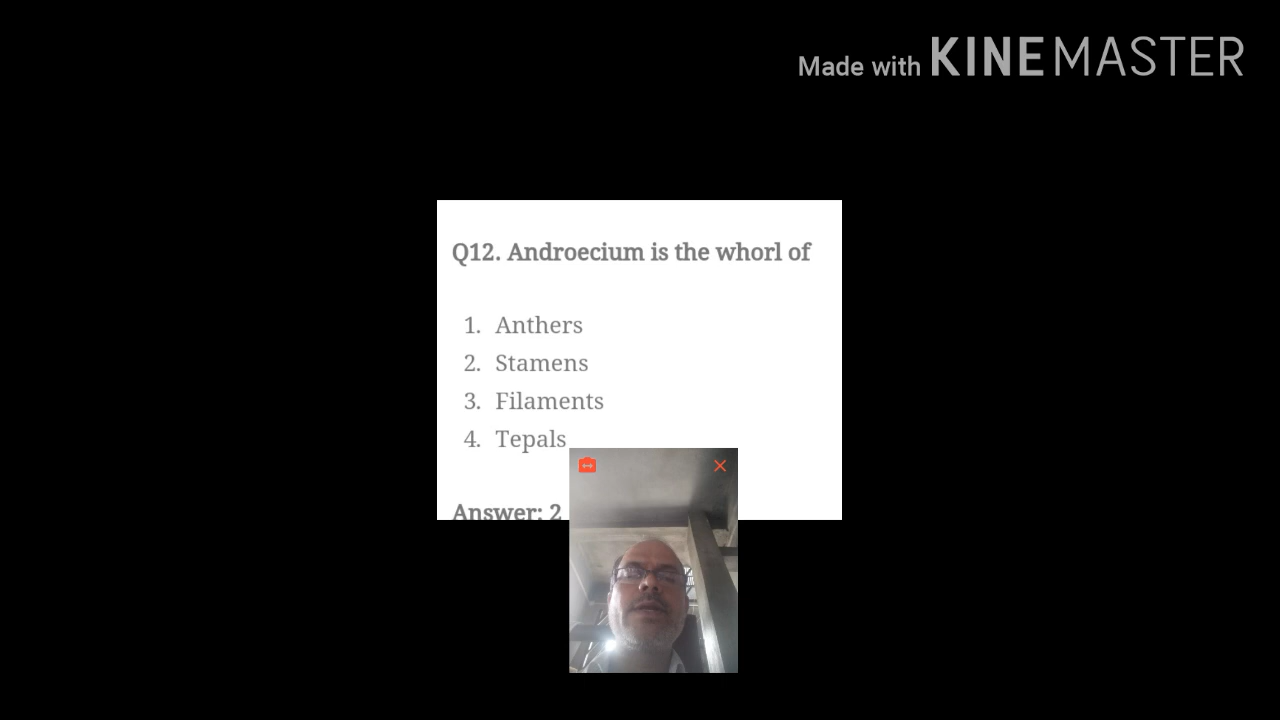 Made with KINEMASTER
Q12. Androecium is the whorl of
1. Anthers
2. Stamens
3. Filaments
4. Tepals
Answer: 2